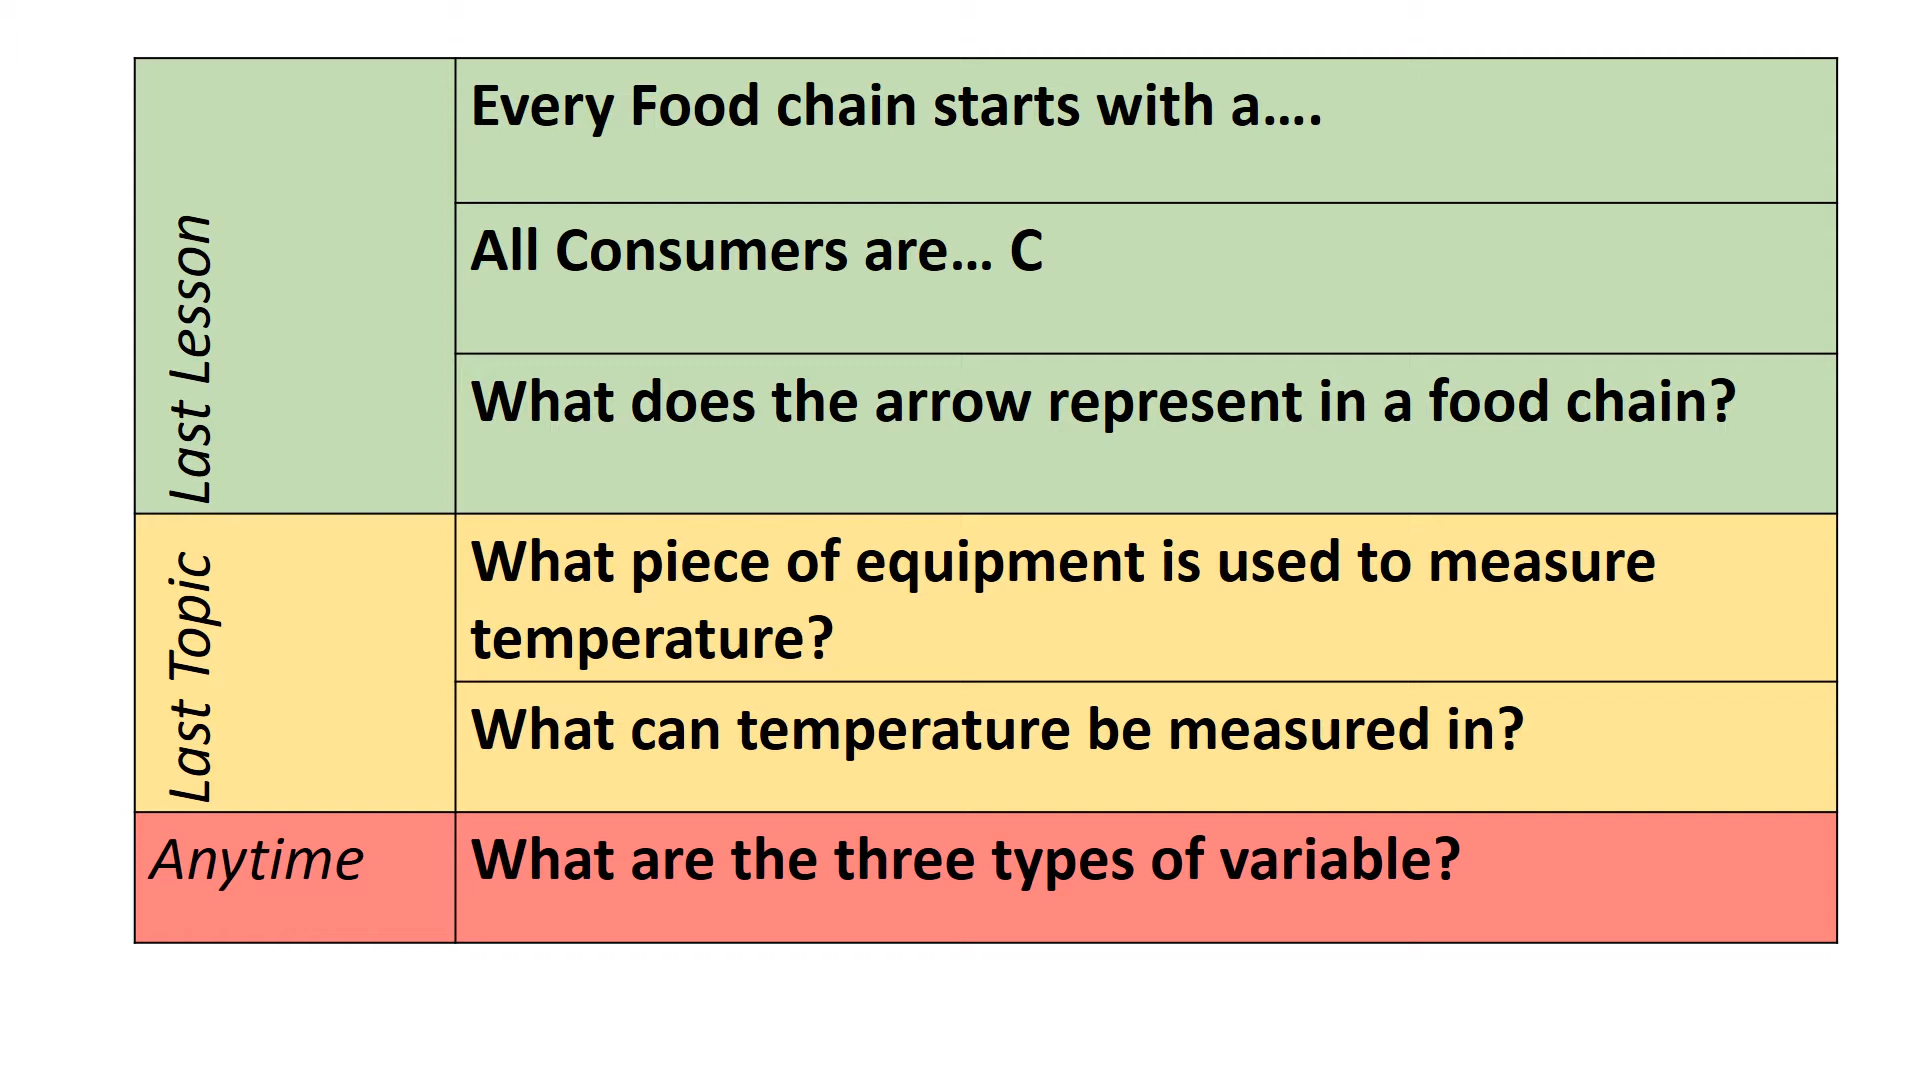 Last Lesson
Every Food chain starts with a....
All Consumers are… C
What does the arrow represent in a food chain?
Last Topic
What piece of equipment is used to measure
temperature?
What can temperature be measured in?
Anytime
What are the three types of variable?